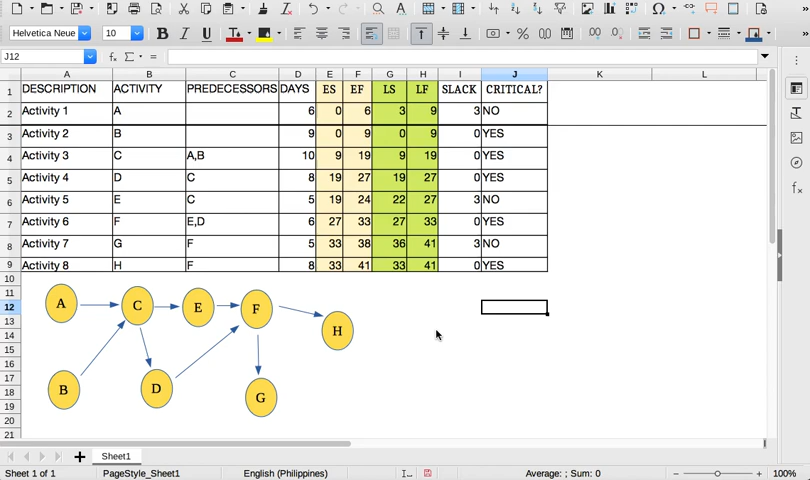 Helvetica Neue 10 B I U A
J12 fx Σ =
A B C D E F G H I J K L
1 DESCRIPTION ACTIVITY PREDECESSORS DAYS ES EF LS LF SLACK CRITICAL?
2 Activity 1 A 6 0 6 3 9 3 NO
3 Activity 2 B 9 0 9 0 9 0 YES
4 Activity 3 C A,B 10 9 19 9 19 0 YES
5 Activity 4 D C 8 19 27 19 27 0 YES
6 Activity 5 E C 5 19 24 22 27 3 NO
7 Activity 6 F E,D 6 27 33 27 33 0 YES
8 Activity 7 G F 5 33 38 36 41 3 NO
9 Activity 8 H F 8 33 41 33 41 0 YES
10
11
12
13
14
15
16
17
18
19
20
21
A C E F
H
B D G
Sheet1
Sheet 1 of 1 PageStyle_Sheet1 English (Philippines) Average: ; Sum: 0 100%